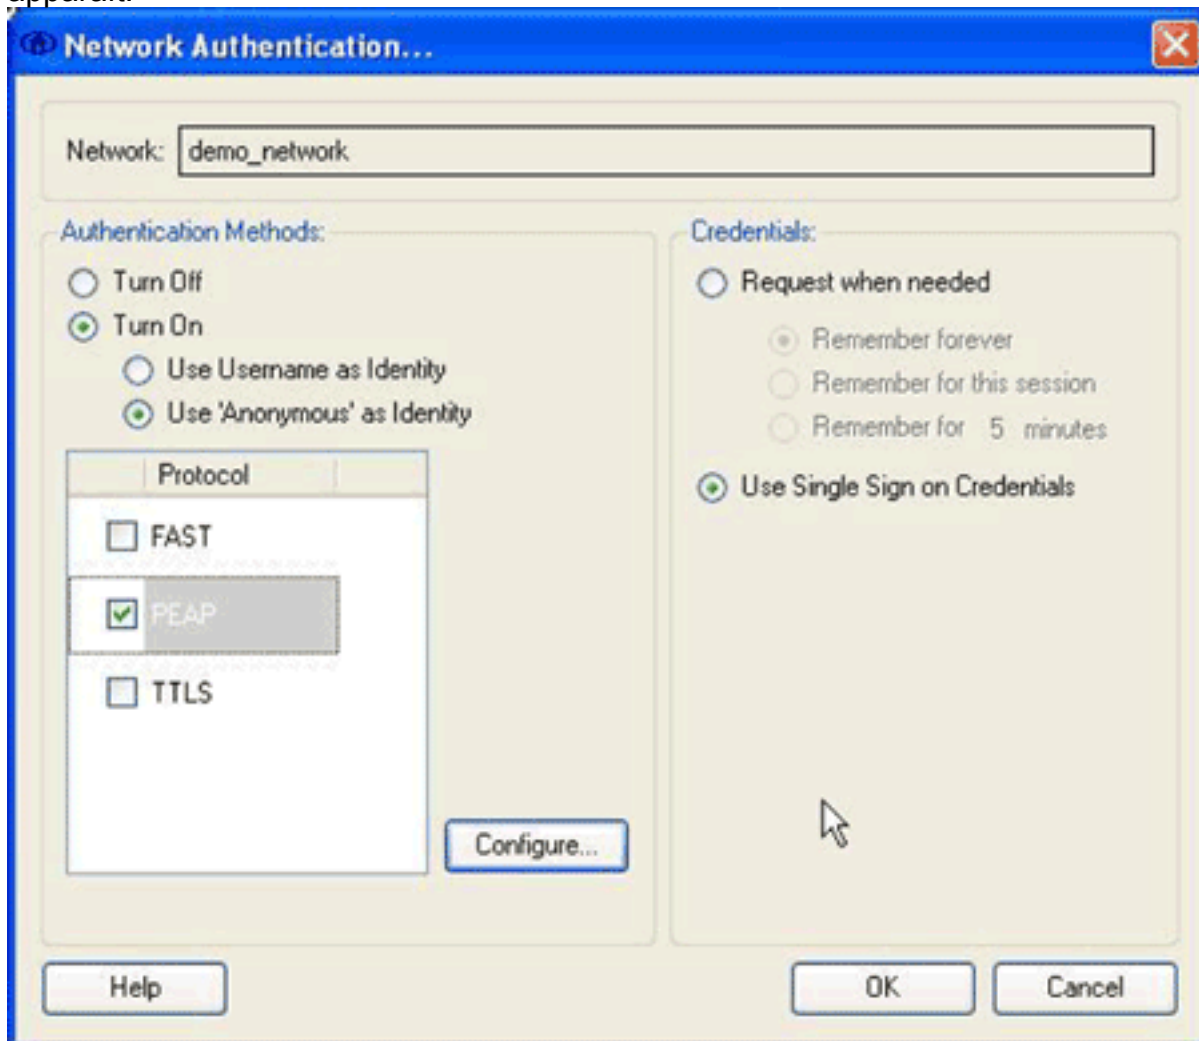 apparaît.
Network Authentication...
Network: demo_network
Authentication Methods:
Turn Off
Turn On
Use Username as Identity
Use 'Anonymous' as Identity
Protocol
FAST
PEAP
TTLS
Configure...
Credentials:
Request when needed
Remember forever
Remember for this session
Remember for 5 minutes
Use Single Sign on Credentials
Help
OK
Cancel